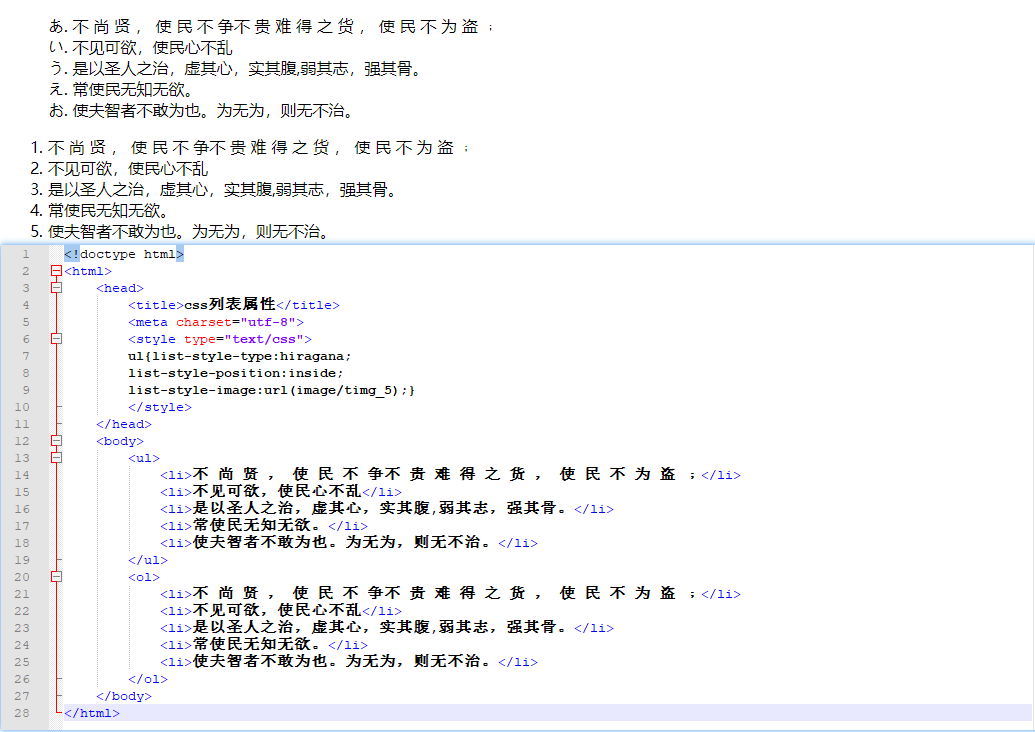 あ. 不 尚 贤 ， 使 民 不 争不 贵 难 得 之 货 ， 使 民 不 为 盗 ；
い. 不见可欲，使民心不乱
う. 是以圣人之治，虚其心，实其腹,弱其志，强其骨。
え. 常使民无知无欲。
お. 使夫智者不敢为也。为无为，则无不治。
1. 不 尚 贤 ， 使 民 不 争不 贵 难 得 之 货 ， 使 民 不 为 盗 ；
2. 不见可欲，使民心不乱
3. 是以圣人之治，虚其心，实其腹,弱其志，强其骨。
4. 常使民无知无欲。
5. 使夫智者不敢为也。为无为，则无不治。
1 <!doctype html>
2 <html>
3 <head>
4 <title>css列表属性</title>
5 <meta charset="utf-8">
6 <style type="text/css">
7 ul{list-style-type:hiragana;
8 list-style-position:inside;
9 list-style-image:url(image/timg_5);}
10 </style>
11 </head>
12 <body>
13 <ul>
14 <li>不 尚 贤 ， 使 民 不 争不 贵 难 得 之 货 ， 使 民 不 为 盗 ；</li>
15 <li>不见可欲，使民心不乱</li>
16 <li>是以圣人之治，虚其心，实其腹,弱其志，强其骨。</li>
17 <li>常使民无知无欲。</li>
18 <li>使夫智者不敢为也。为无为，则无不治。</li>
19 </ul>
20 <ol>
21 <li>不 尚 贤 ， 使 民 不 争不 贵 难 得 之 货 ， 使 民 不 为 盗 ；</li>
22 <li>不见可欲，使民心不乱</li>
23 <li>是以圣人之治，虚其心，实其腹,弱其志，强其骨。</li>
24 <li>常使民无知无欲。</li>
25 <li>使夫智者不敢为也。为无为，则无不治。</li>
26 </ol>
27 </body>
28 </html>